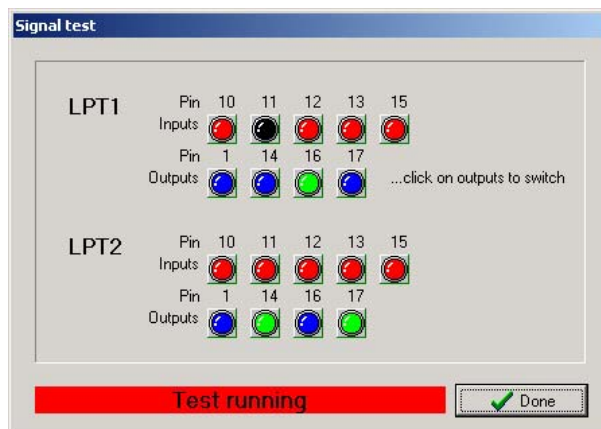 Signal test
LPT1
Pin 10 11 12 13 15
Inputs
Pin 1 14 16 17
Outputs ...click on outputs to switch
LPT2
Pin 10 11 12 13 15
Inputs
Pin 1 14 16 17
Outputs
Test running
Done